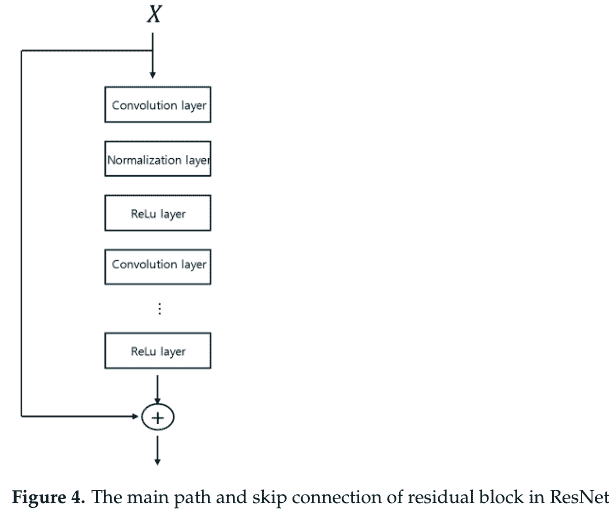 X
Convolution layer
Normalization layer
ReLu layer
Convolution layer
⋮
ReLu layer
+
Figure 4. The main path and skip connection of residual block in ResNet